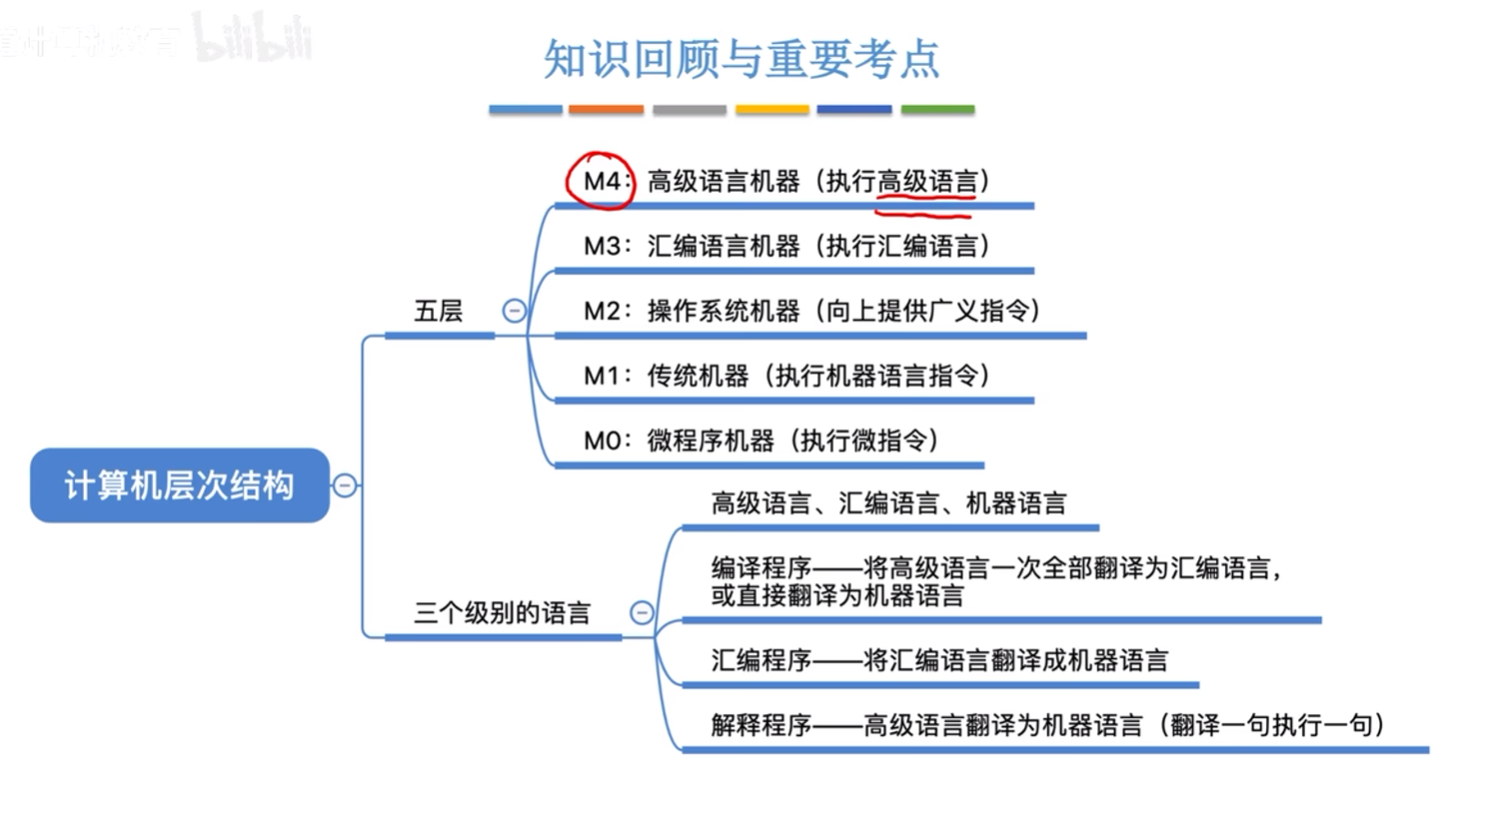 bilibili
知识回顾与重要考点
M4：高级语言机器（执行高级语言）
M3：汇编语言机器（执行汇编语言）
M2：操作系统机器（向上提供广义指令）
M1：传统机器（执行机器语言指令）
M0：微程序机器（执行微指令）
五层
计算机层次结构
三个级别的语言
高级语言、汇编语言、机器语言
编译程序——将高级语言一次全部翻译为汇编语言，
或直接翻译为机器语言
汇编程序——将汇编语言翻译成机器语言
解释程序——高级语言翻译为机器语言（翻译一句执行一句）